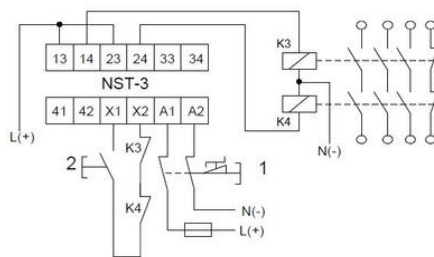 K3
13 14 23 24 33 34
NST-3
41 42 X1 X2 A1 A2
K4
L(+)
N(-)
2
K3
1
K4
N(-)
L(+)